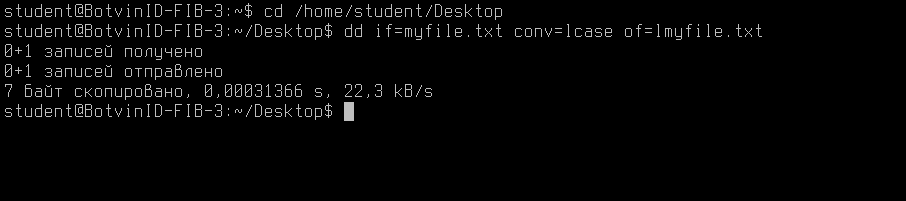 student@BotvinID-FIB-3:~$ cd /home/student/Desktop
student@BotvinID-FIB-3:~/Desktop$ dd if=myfile.txt conv=lcase of=lmyfile.txt
0+1 записей получено
0+1 записей отправлено
7 байт скопировано, 0,00031366 s, 22,3 kB/s
student@BotvinID-FIB-3:~/Desktop$